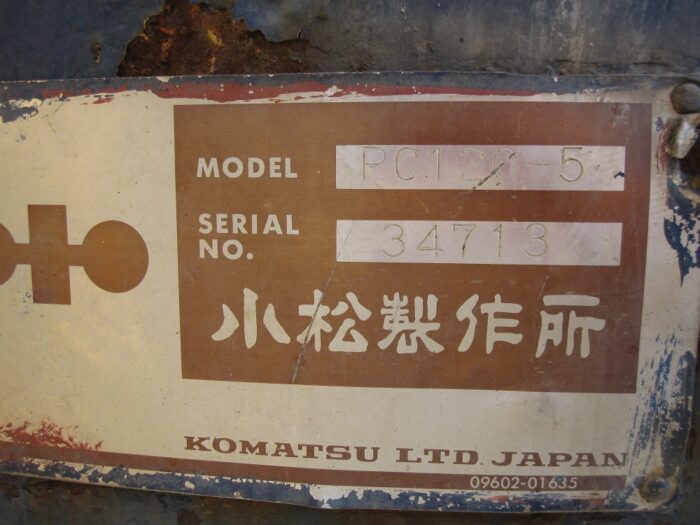 MODEL PC120-5
SERIAL NO. 34713
小松製作所
KOMATSU LTD. JAPAN
09602-01635